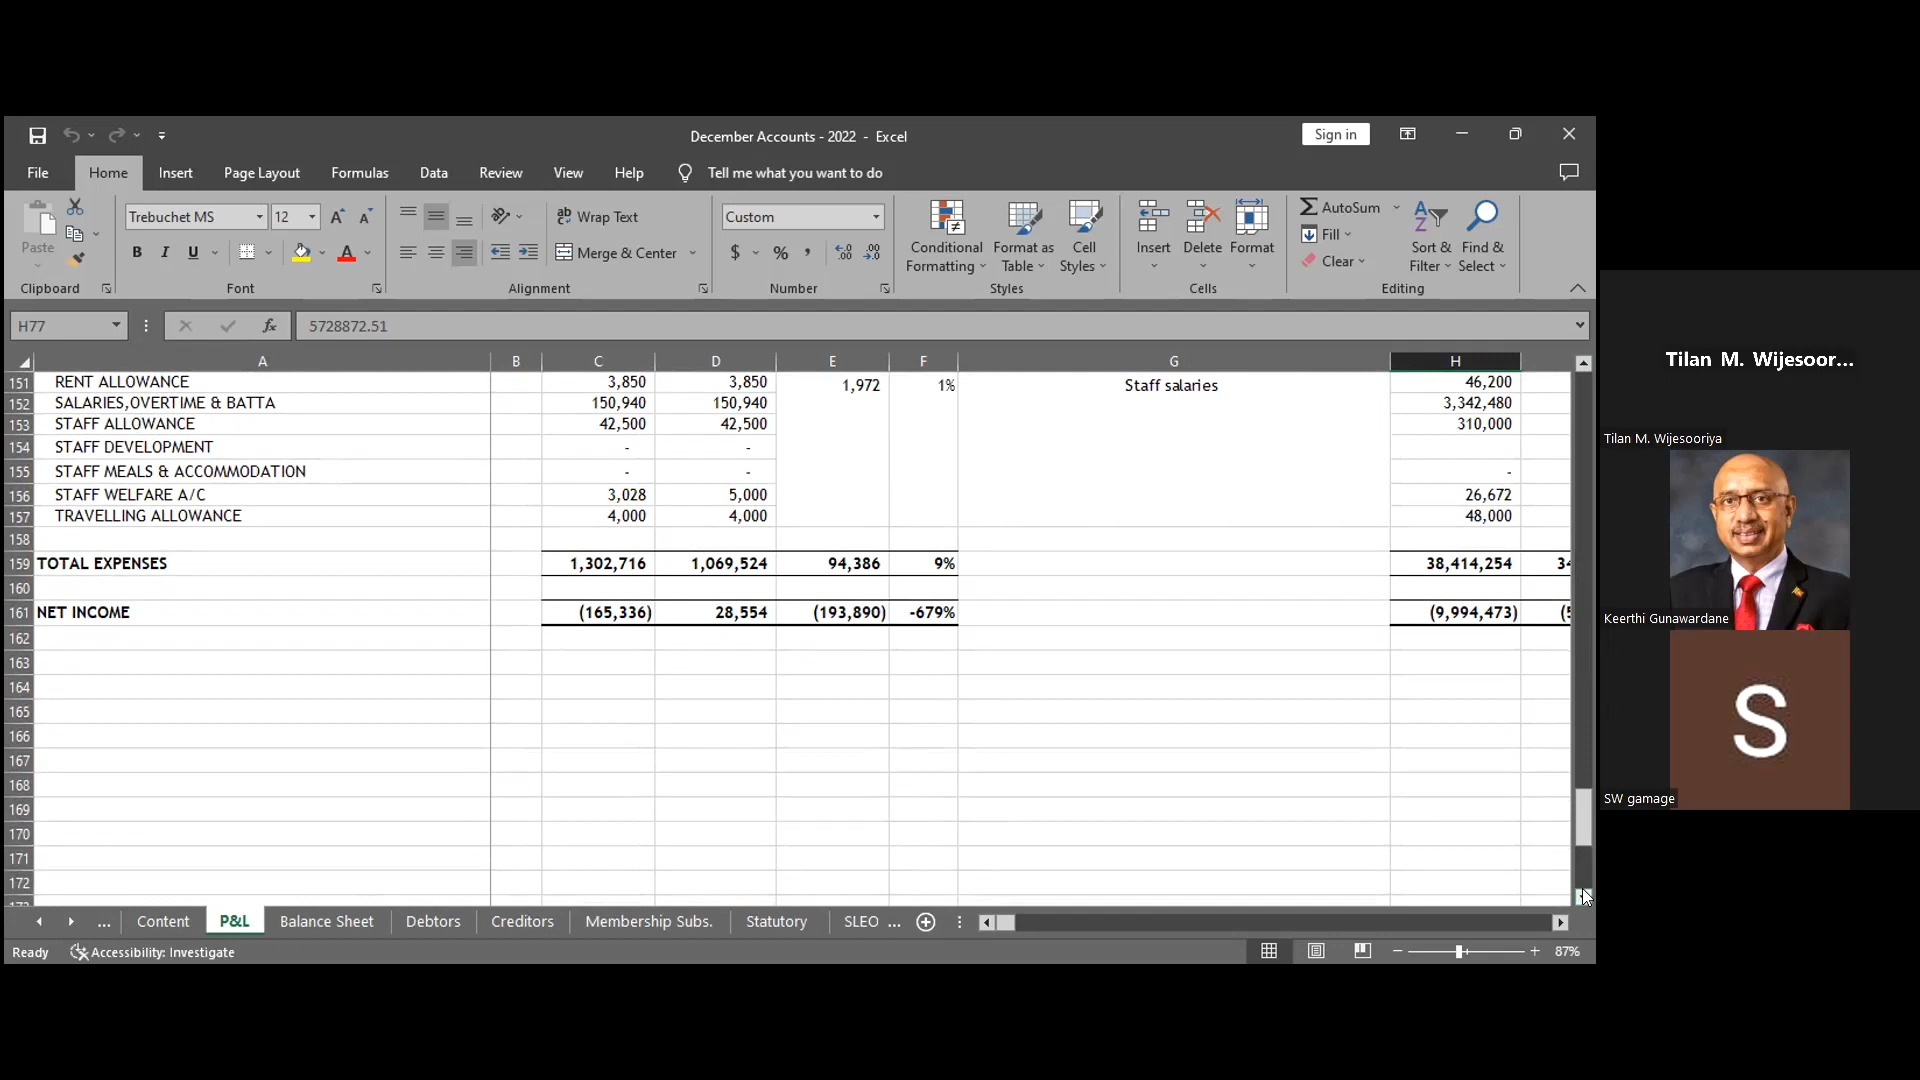 December Accounts - 2022 - Excel
Sign in
File Home Insert Page Layout Formulas Data Review View Help Tell me what you want to do
Paste
Clipboard
Trebuchet MS 12
B I U
Font
Wrap Text
Merge & Center
Alignment
Custom
$ % ,
Number
Conditional Formatting
Format as Table
Cell Styles
Styles
Insert Delete Format
Cells
AutoSum
Fill
Clear
Sort & Filter
Find & Select
Editing
H77 fx 5728872.51
A B C D E F G H
151 RENT ALLOWANCE 3,850 3,850 1,972 1% Staff salaries 46,200
152 SALARIES,OVERTIME & BATTA 150,940 150,940 3,342,480
153 STAFF ALLOWANCE 42,500 42,500 310,000
154 STAFF DEVELOPMENT - -
155 STAFF MEALS & ACCOMMODATION - - -
156 STAFF WELFARE A/C 3,028 5,000 26,672
157 TRAVELLING ALLOWANCE 4,000 4,000 48,000
158
159 TOTAL EXPENSES 1,302,716 1,069,524 94,386 9% 38,414,254 34
160
161 NET INCOME (165,336) 28,554 (193,890) -679% (9,994,473) (5
162
163
164
165
166
167
168
169
170
171
172
... Content P&L Balance Sheet Debtors Creditors Membership Subs. Statutory SLEO ...
Ready Accessibility: Investigate 87%
Tilan M. Wijesoor...
Tilan M. Wijesooriya
Keerthi Gunawardane
S
SW gamage